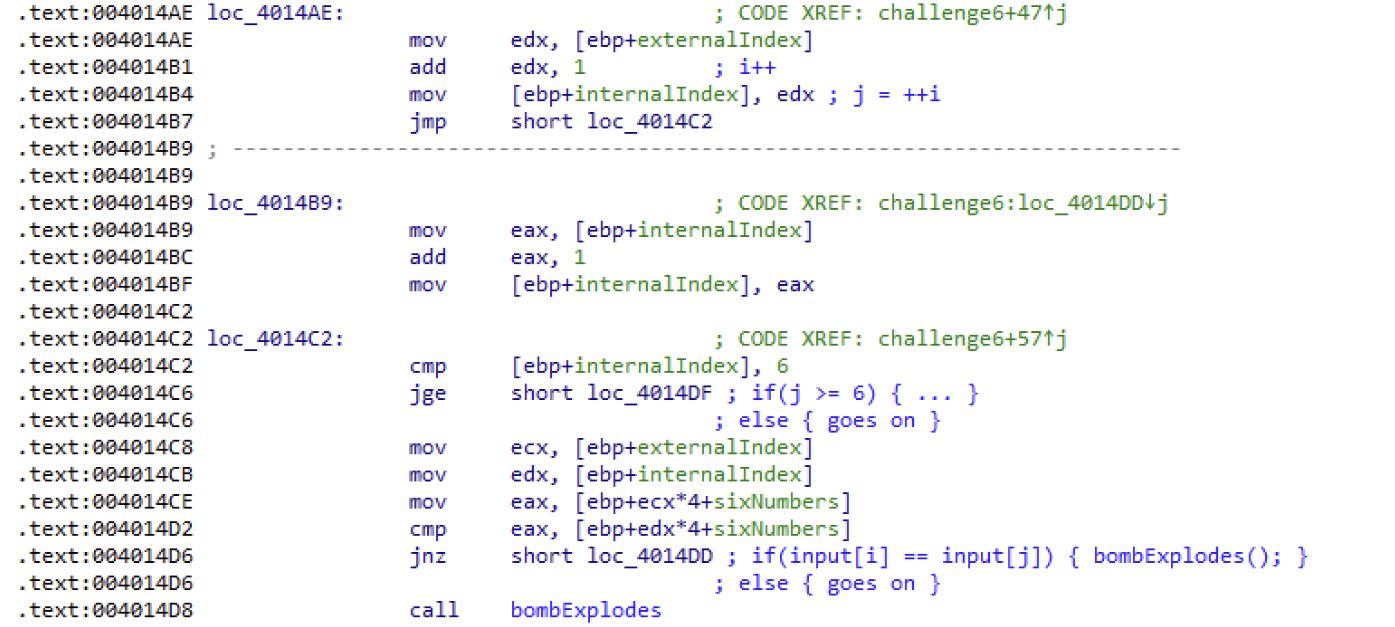 .text:004014AE loc_4014AE: ; CODE XREF: challenge6+47↑j
.text:004014AE mov edx, [ebp+externalIndex]
.text:004014B1 add edx, 1 ; i++
.text:004014B4 mov [ebp+internalIndex], edx ; j = ++i
.text:004014B7 jmp short loc_4014C2
.text:004014B9 ; ---------------------------------------------------------------------------
.text:004014B9
.text:004014B9 loc_4014B9: ; CODE XREF: challenge6:loc_4014DD↓j
.text:004014B9 mov eax, [ebp+internalIndex]
.text:004014BC add eax, 1
.text:004014BF mov [ebp+internalIndex], eax
.text:004014C2
.text:004014C2 loc_4014C2: ; CODE XREF: challenge6+57↑j
.text:004014C2 cmp [ebp+internalIndex], 6
.text:004014C6 jge short loc_4014DF ; if(j >= 6) { ... }
.text:004014C6 ; else { goes on }
.text:004014C8 mov ecx, [ebp+externalIndex]
.text:004014CB mov edx, [ebp+internalIndex]
.text:004014CE mov eax, [ebp+ecx*4+sixNumbers]
.text:004014D2 cmp eax, [ebp+edx*4+sixNumbers]
.text:004014D6 jnz short loc_4014DD ; if(input[i] == input[j]) { bombExplodes(); }
.text:004014D6 ; else { goes on }
.text:004014D8 call bombExplodes